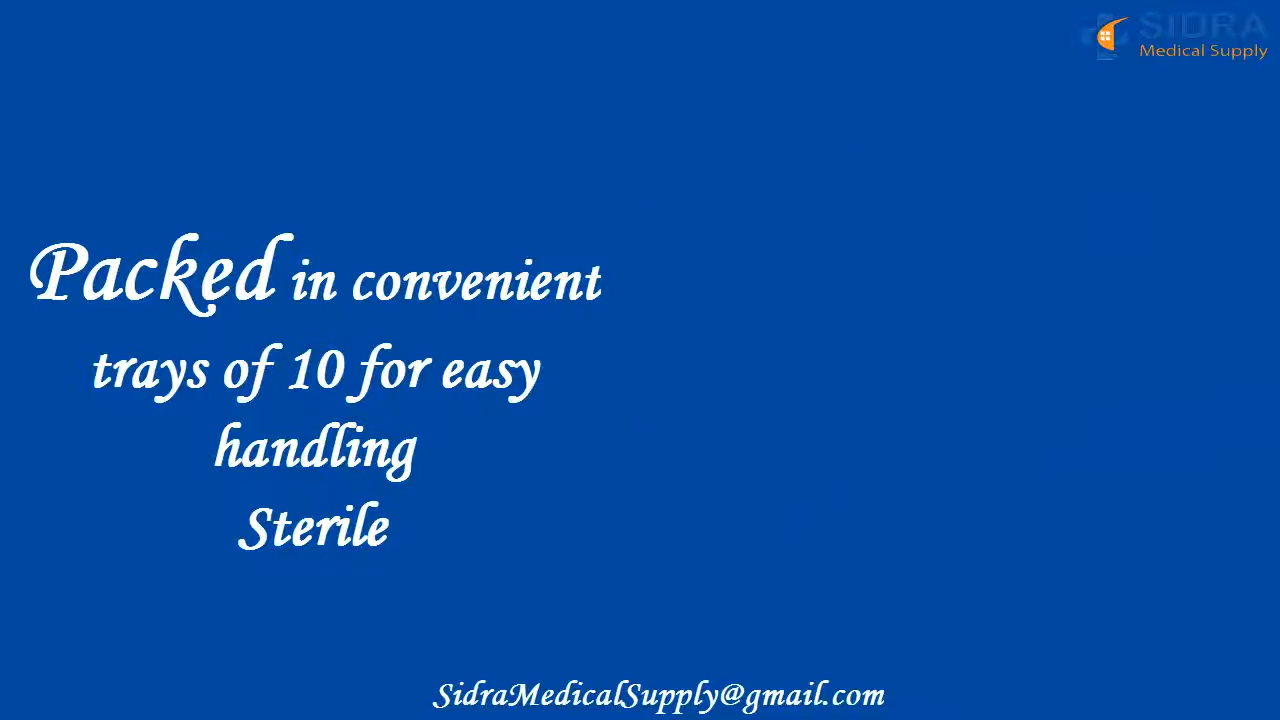 SIDRA
Medical Supply
Packed in convenient
trays of 10 for easy
handling
Sterile
SidraMedicalSupply@gmail.com